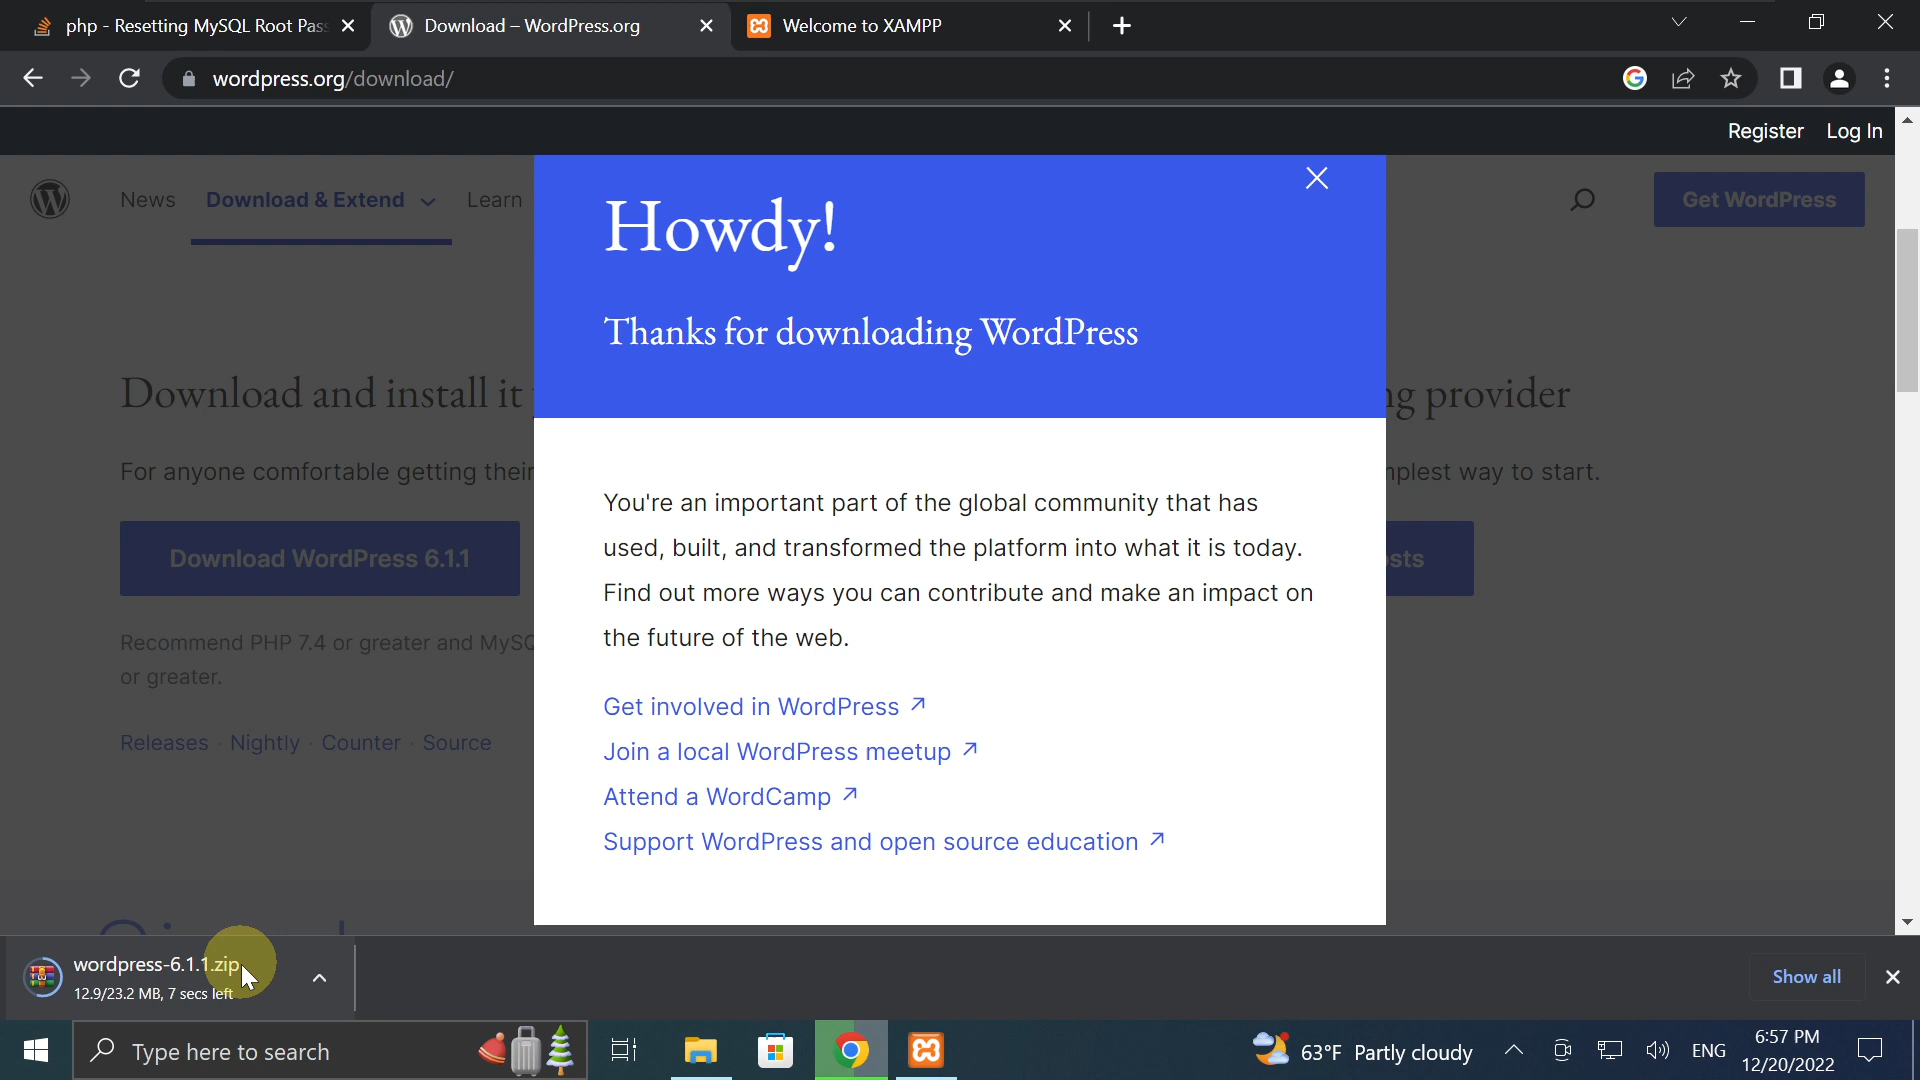 php - Resetting MySQL Root Pas
Download – WordPress.org
Welcome to XAMPP
wordpress.org/download/
Register Log In
News Download & Extend Learn
Get WordPress
Howdy!
Thanks for downloading WordPress
Download and install it
ng provider
For anyone comfortable getting their
mplest way to start.
Download WordPress 6.1.1
sts
Recommend PHP 7.4 or greater and MySQ
or greater.
Releases · Nightly · Counter · Source
You're an important part of the global community that has
used, built, and transformed the platform into what it is today.
Find out more ways you can contribute and make an impact on
the future of the web.
Get involved in WordPress ↗
Join a local WordPress meetup ↗
Attend a WordCamp ↗
Support WordPress and open source education ↗
wordpress-6.1.1.zip
12.9/23.2 MB, 7 secs left
Show all
Type here to search
63°F Partly cloudy
ENG
6:57 PM
12/20/2022